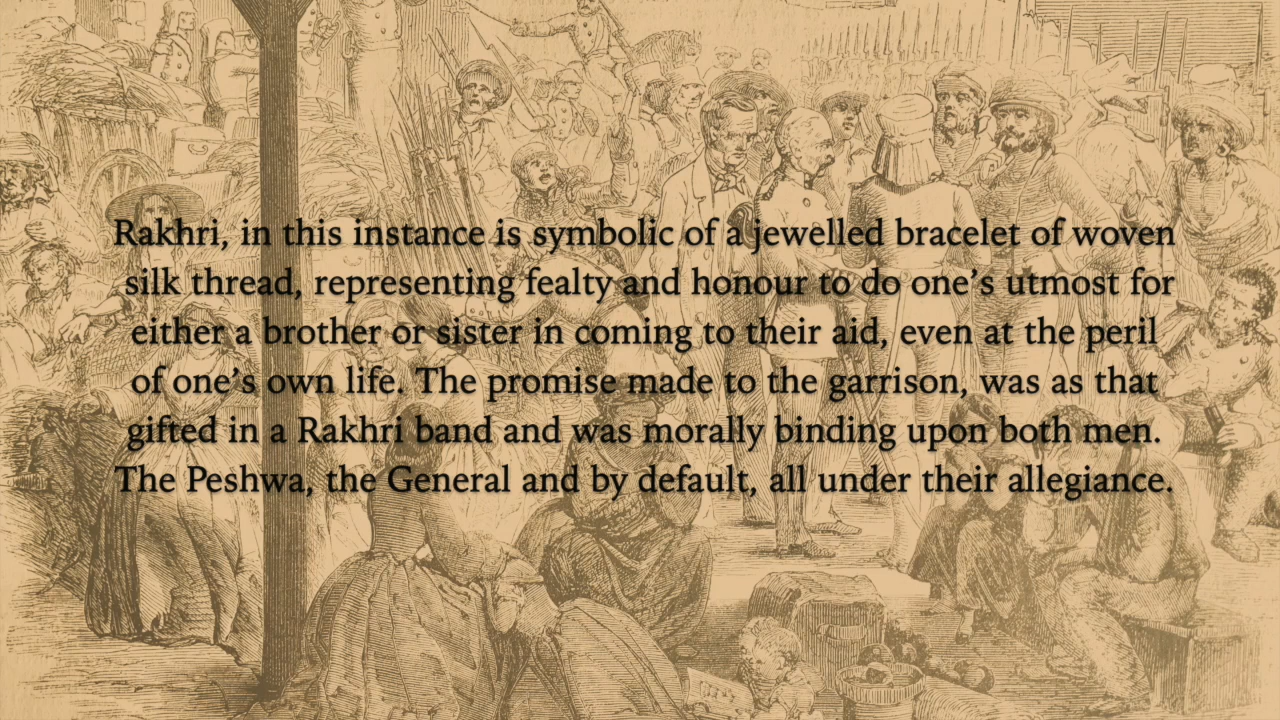 Rakhri, in this instance is symbolic of a jewelled bracelet of woven
silk thread, representing fealty and honour to do one’s utmost for
either a brother or sister in coming to their aid, even at the peril
of one’s own life. The promise made to the garrison, was as that
gifted in a Rakhri band and was morally binding upon both men.
The Peshwa, the General and by default, all under their allegiance.